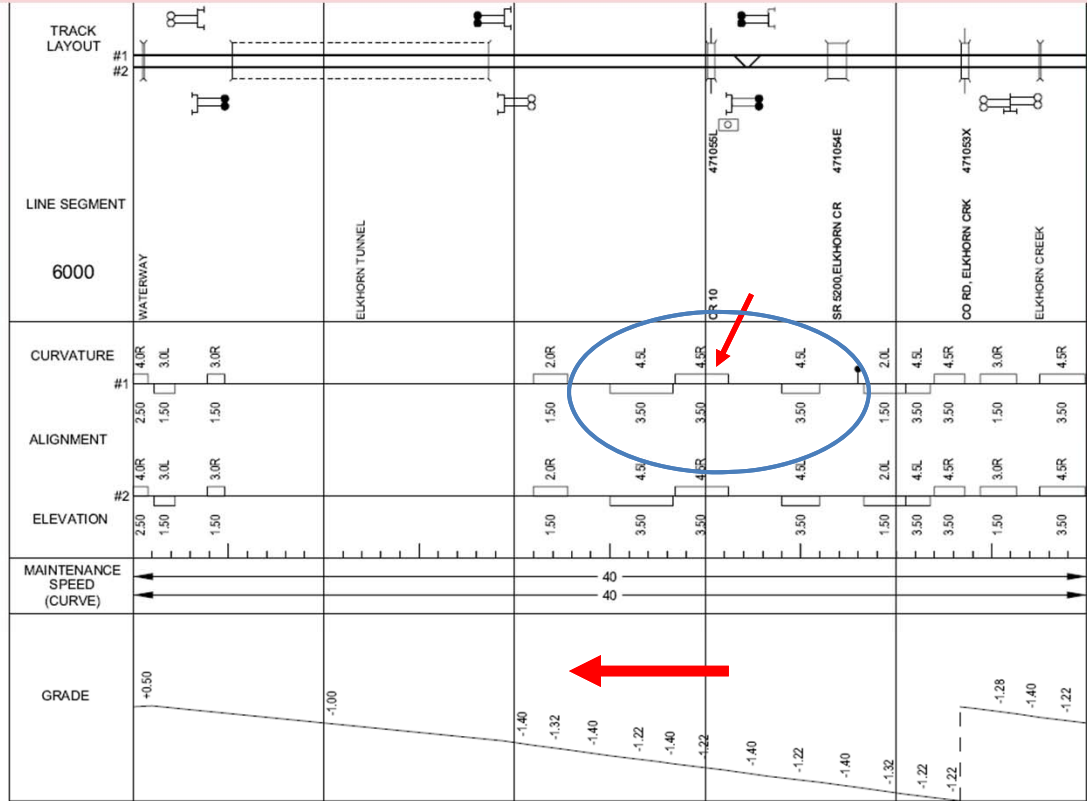 TRACK
LAYOUT
#1
#2
LINE SEGMENT
6000
WATERWAY
ELKHORN TUNNEL
CR 10
471055L
SR 5200,ELKHORN CR
471054E
CO RD, ELKHORN CRK
471053X
ELKHORN CREEK
CURVATURE
4.0R 3.0L 3.0R 2.0R 4.5L 4.5R 4.5L 2.0L 4.5L 4.5R 3.0R 4.5R
#1
2.50 1.50 1.50 1.50 3.50 3.50 3.50 1.50 3.50 3.50 1.50 3.50
ALIGNMENT
4.0R 3.0L 3.0R 2.0R 4.5L 4.5R 4.5L 2.0L 4.5L 4.5R 3.0R 4.5R
#2
ELEVATION
2.50 1.50 1.50 1.50 3.50 3.50 3.50 1.50 3.50 3.50 1.50 3.50
MAINTENANCE
SPEED
(CURVE)
40
40
GRADE
+0.50 -1.00 -1.40 -1.32 -1.40 -1.22 -1.40 -1.22 -1.40 -1.22 -1.40 -1.32 -1.22 -1.22 -1.28 -1.40 -1.22